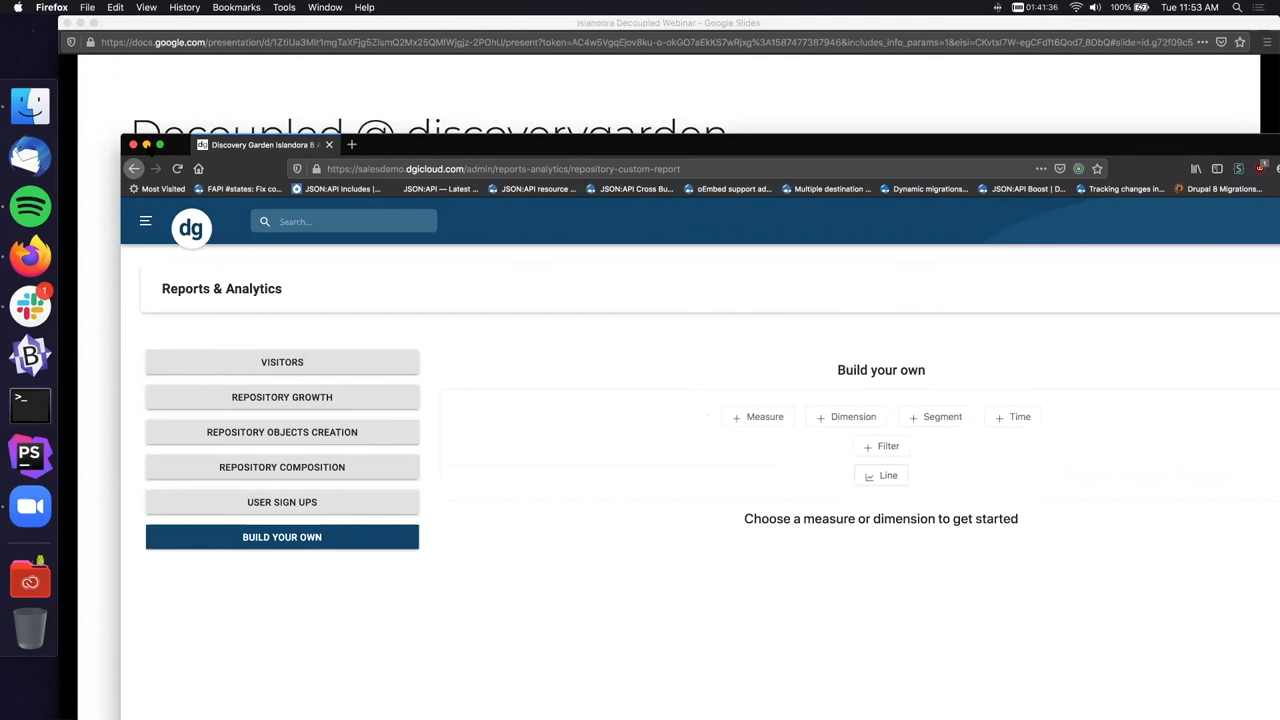 Firefox File Edit View History Bookmarks Tools Window Help 01:41:36 100% Tue 11:53 AM
Islandora Decoupled Webinar - Google Slides
Decoupled @ discoverygarden
Discovery Garden Islandora 8 A
https://salesdemo.dgicloud.com/admin/reports-analytics/repository-custom-report
Most Visited FAPI #states: Fix co... JSON:API Includes |... JSON:API — Latest ... JSON:API resource ... JSON:API Cross Bu... oEmbed support ad... Multiple destination ... Dynamic migrations... JSON:API Boost | D... Tracking changes in... Drupal 8 Migrations...
dg Search...
Reports & Analytics
VISITORS
REPOSITORY GROWTH
REPOSITORY OBJECTS CREATION
REPOSITORY COMPOSITION
USER SIGN UPS
BUILD YOUR OWN
Build your own
+ Measure + Dimension + Segment + Time
+ Filter
Line
Choose a measure or dimension to get started